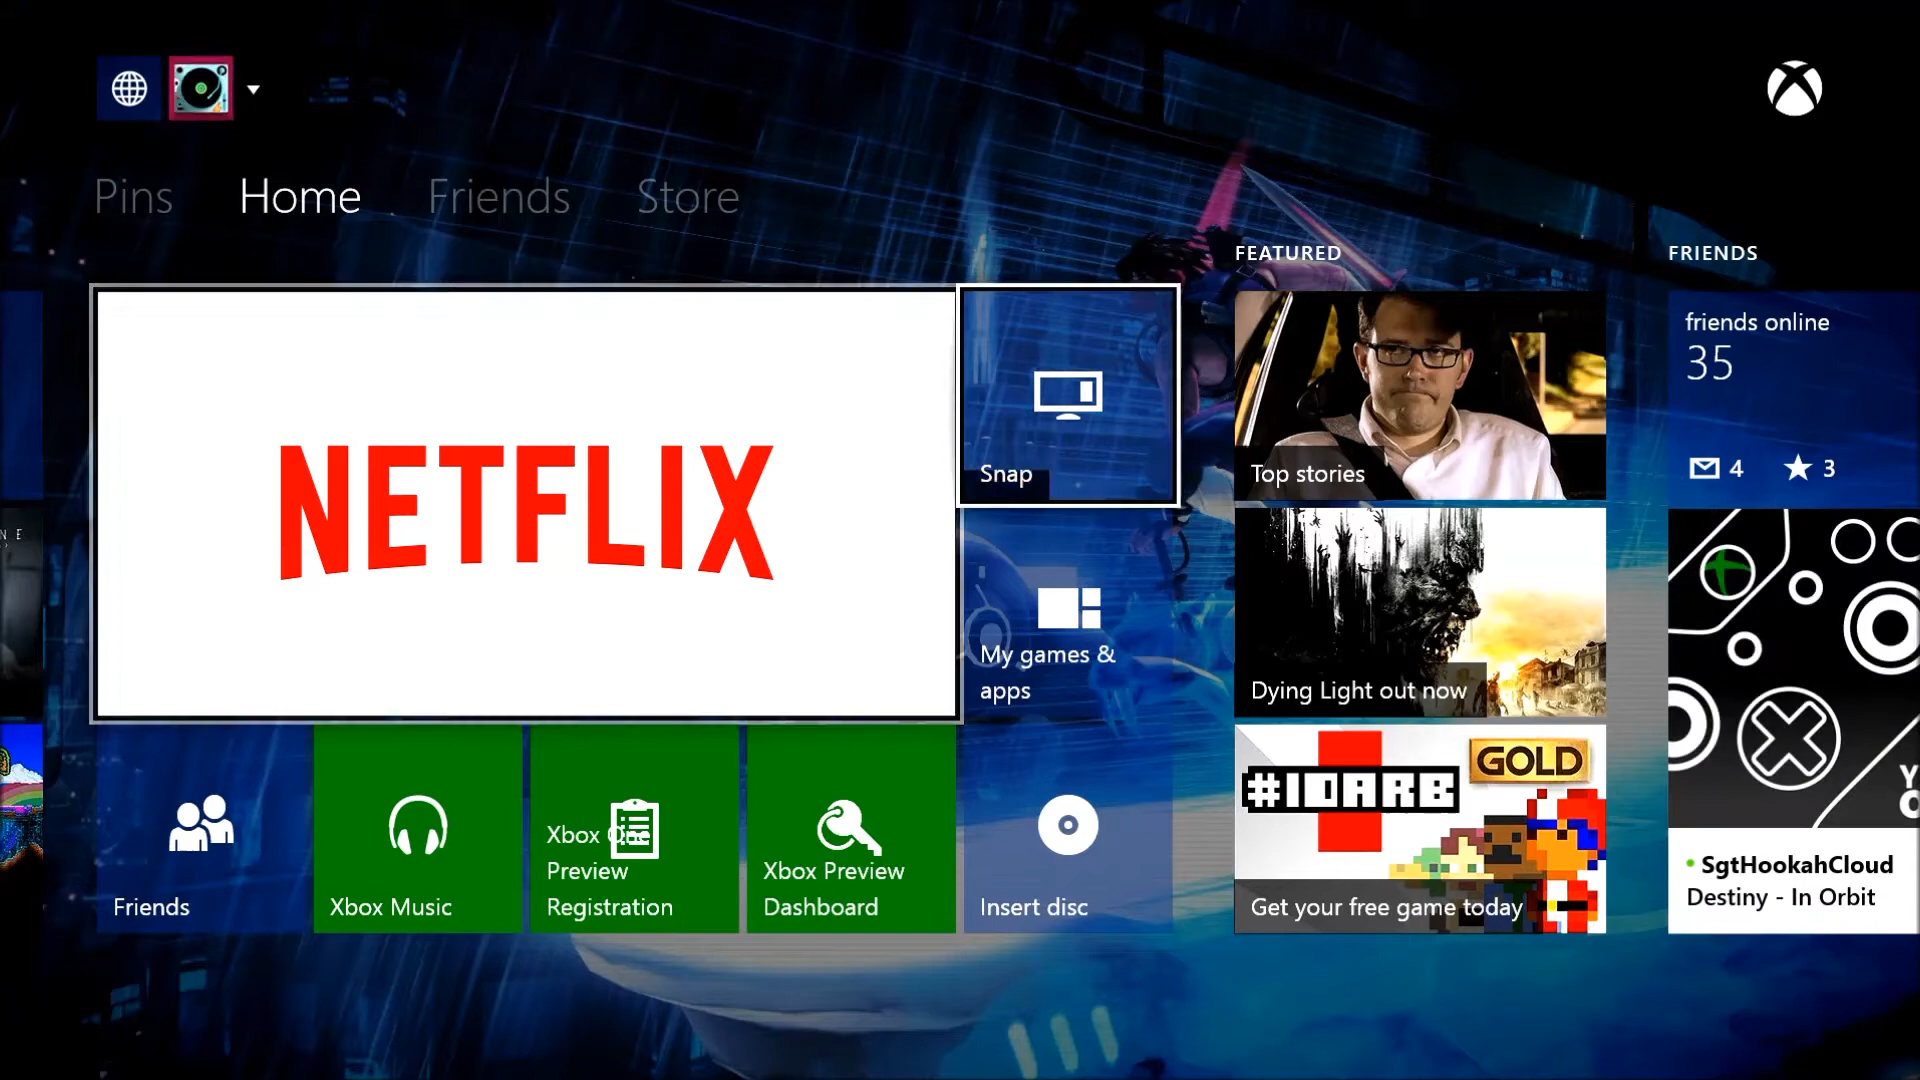 Pins Home Friends Store
FEATURED
FRIENDS
NETFLIX
Snap
My games &
apps
Friends
Xbox Music
Xbox One
Preview
Registration
Xbox Preview
Dashboard
Insert disc
Top stories
Dying Light out now
#IDARB
GOLD
Get your free game today
friends online
35
4 3
SgtHookahCloud
Destiny - In Orbit